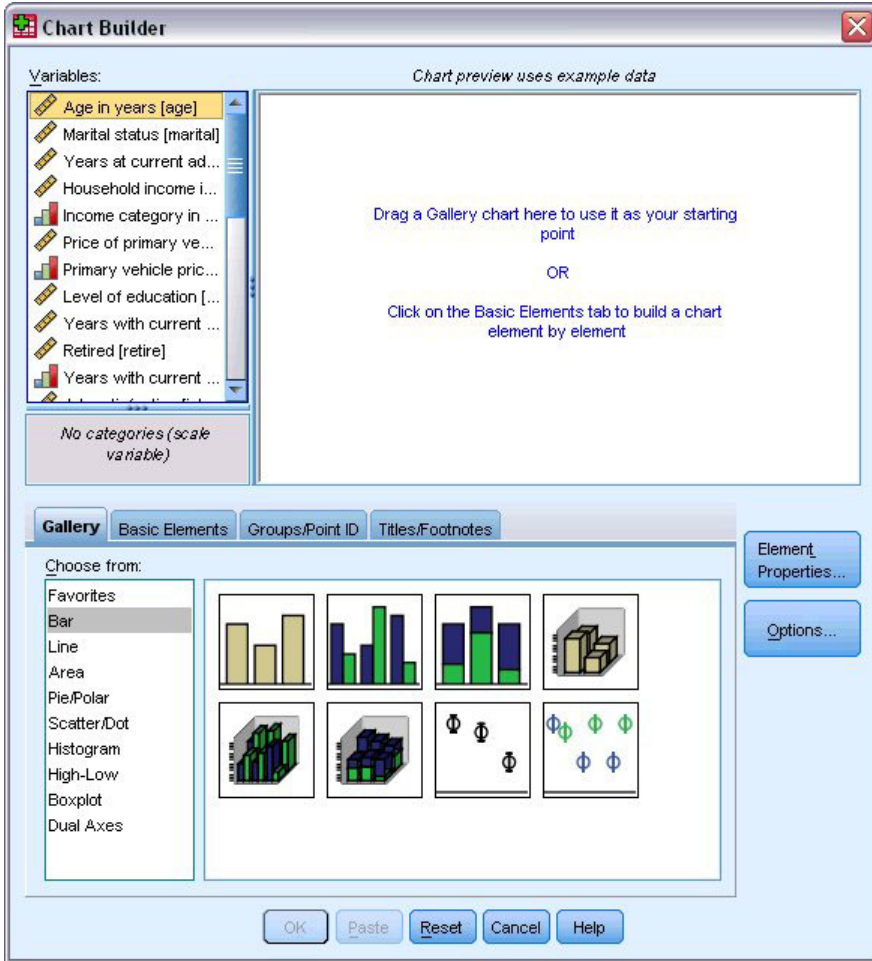 Chart Builder
Variables:
Age in years [age]
Marital status [marital]
Years at current ad...
Household income i...
Income category in ...
Price of primary ve...
Primary vehicle pric...
Level of education [...
Years with current ...
Retired [retire]
Years with current ...
No categories (scale
variable)
Chart preview uses example data
Drag a Gallery chart here to use it as your starting
point
OR
Click on the Basic Elements tab to build a chart
element by element
Gallery
Basic Elements
Groups/Point ID
Titles/Footnotes
Choose from:
Favorites
Bar
Line
Area
Pie/Polar
Scatter/Dot
Histogram
High-Low
Boxplot
Dual Axes
Element
Properties...
Options...
OK
Paste
Reset
Cancel
Help